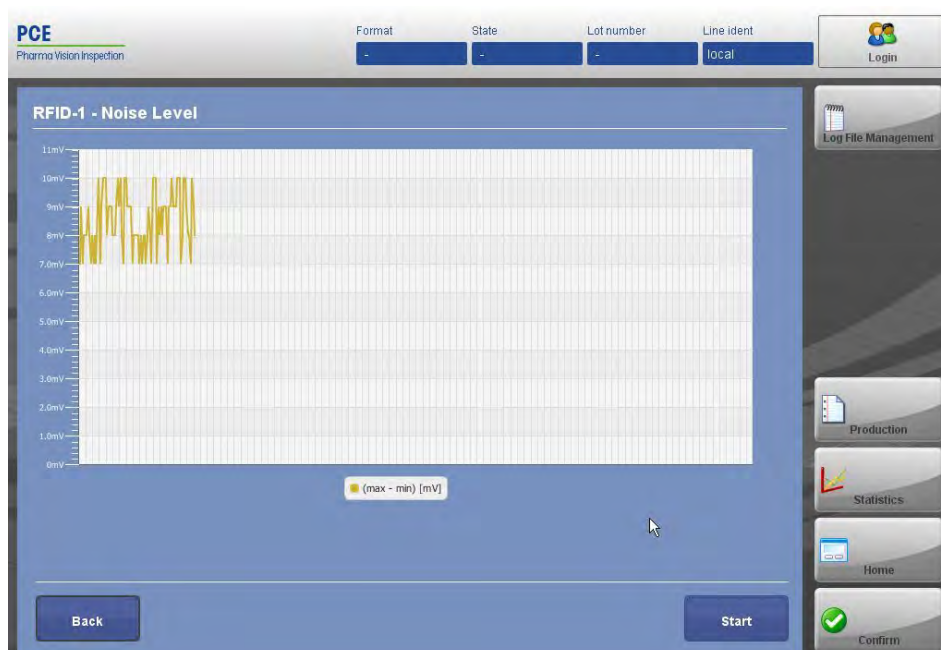 PCE
Pharma Vision Inspection
Format
State
Lot number
Line ident
-
-
-
local
Login
RFID-1 - Noise Level
Log File Management
11mV
10mV
9mV
8mV
7.0mV
6.0mV
5.0mV
4.0mV
3.0mV
2.0mV
1.0mV
0mV
(max - min) [mV]
Production
Statistics
Home
Confirm
Back
Start